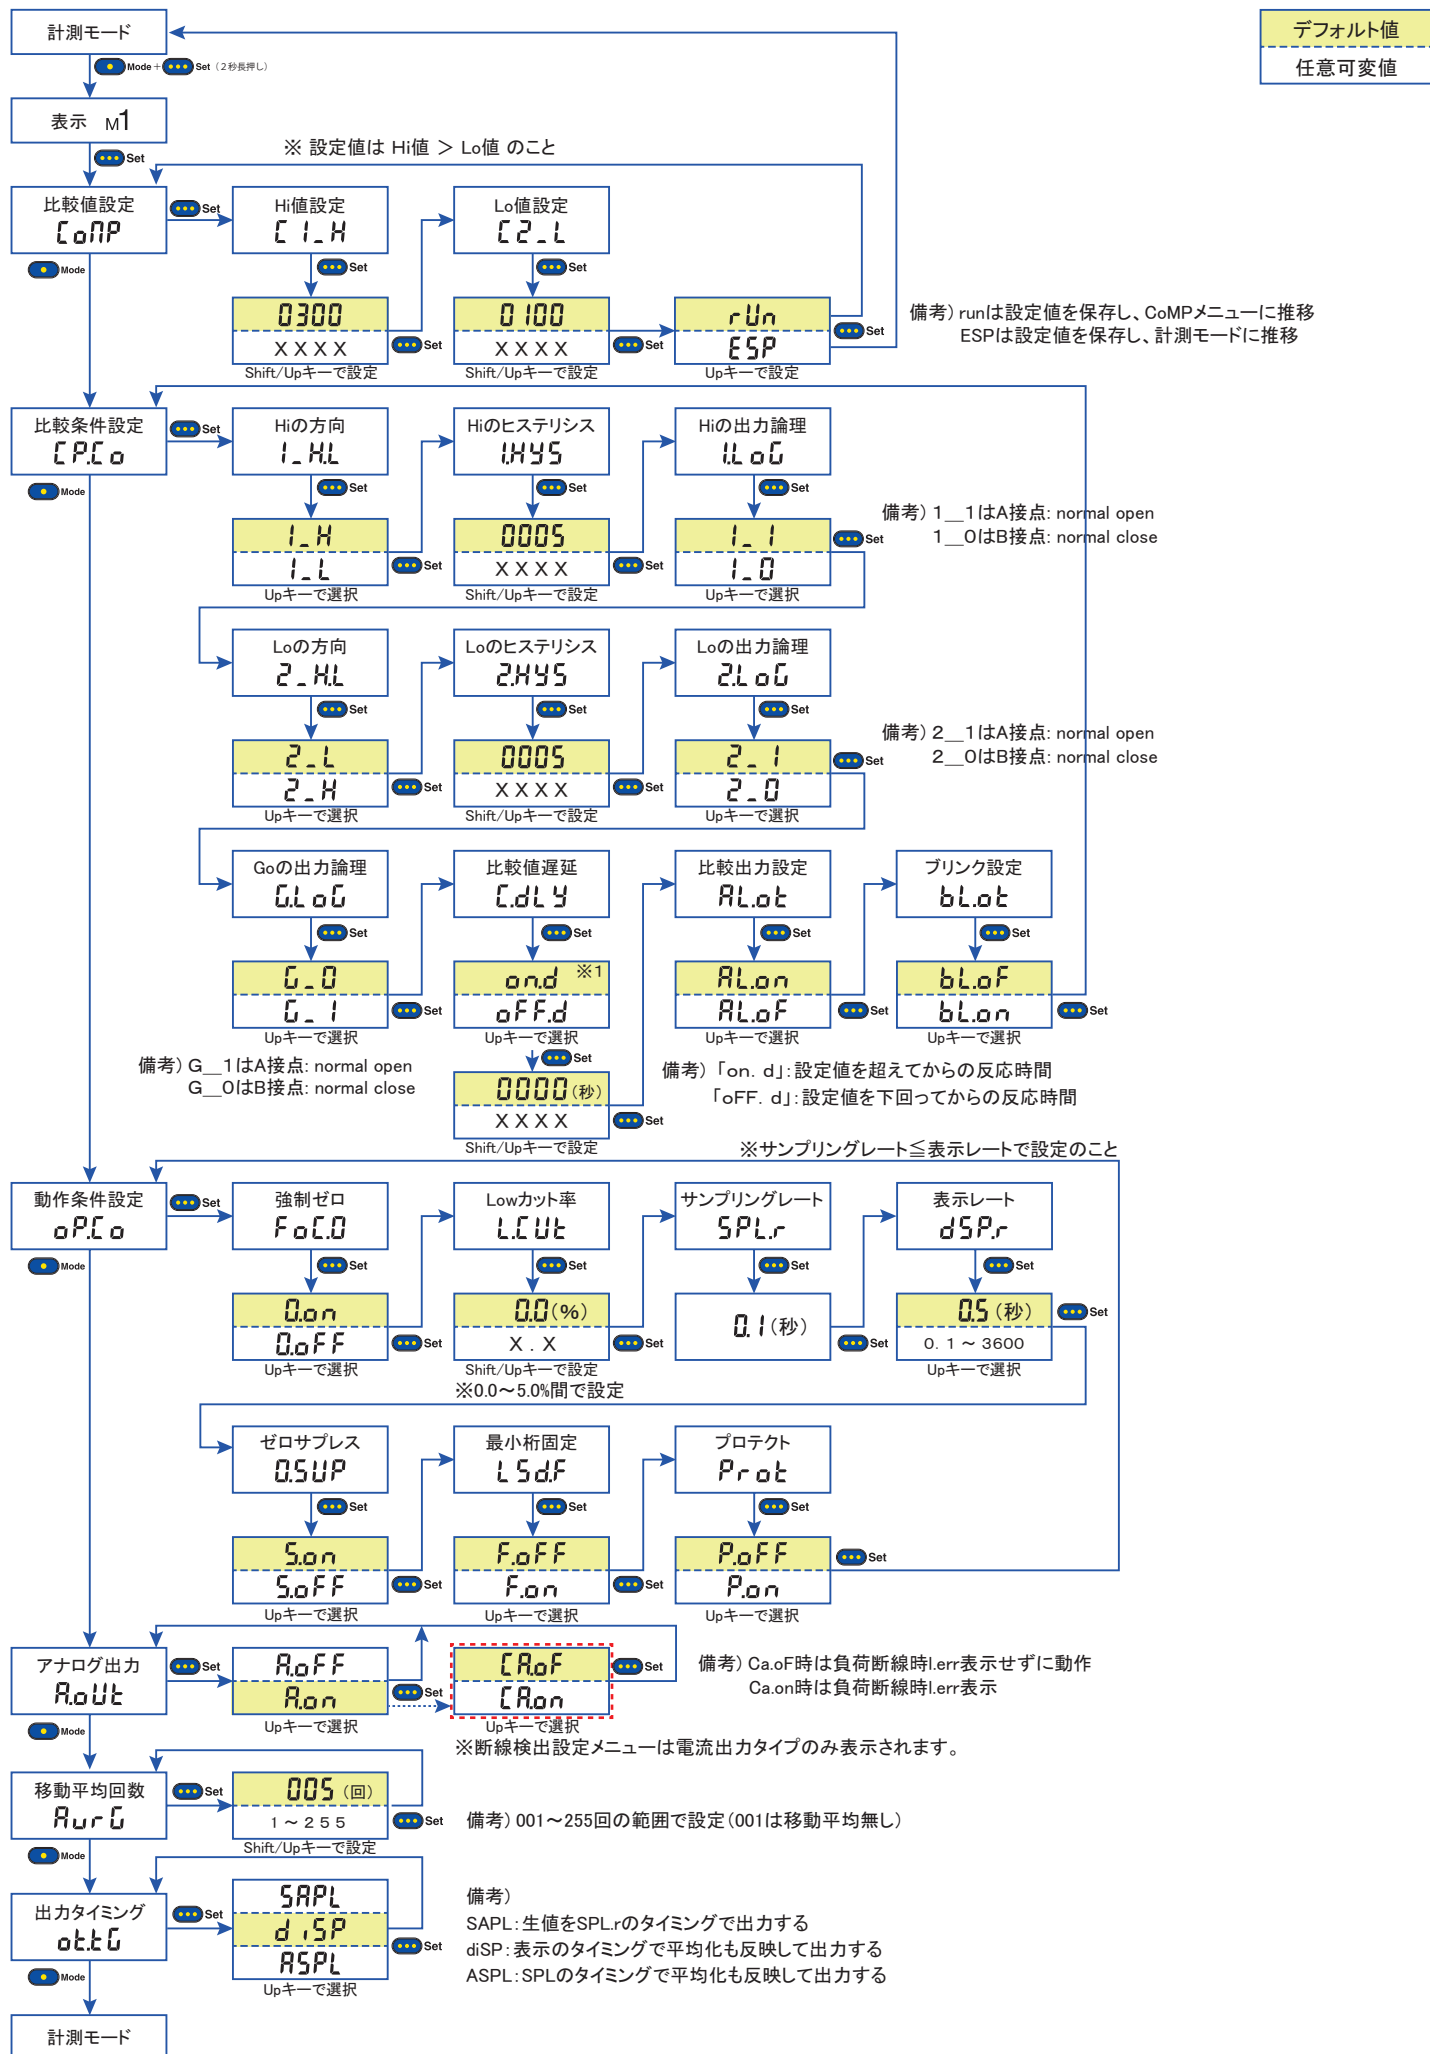 計測モード
デフォルト値
任意可変値
Mode + Set (2秒長押し)
表示 M1
Set
※ 設定値は Hi値 > Lo値 のこと
比較値設定
CoMP
Set
Hi値設定
C1_H
Lo値設定
C2_L
Mode
Set
Set
0300
XXXX
Set
Shift/Upキーで設定
0100
XXXX
Set
Shift/Upキーで設定
rUn
ESP
Set
Upキーで設定
備考) runは設定値を保存し、CoMPメニューに推移
ESPは設定値を保存し、計測モードに推移
比較条件設定
CP.Co
Set
Hiの方向
1_H.L
Hiのヒステリシス
1.HYS
Hiの出力論理
1.LoG
Mode
Set
Set
Set
1_H
1_L
Set
Upキーで選択
0005
XXXX
Set
Shift/Upキーで設定
1_1
1_0
Set
Upキーで選択
備考) 1__1はA接点: normal open
1__0はB接点: normal close
Loの方向
2_H.L
Loのヒステリシス
2.HYS
Loの出力論理
2.LoG
Set
Set
Set
2_L
2_H
Set
Upキーで選択
0005
XXXX
Set
Shift/Upキーで設定
2_1
2_0
Set
Upキーで選択
備考) 2__1はA接点: normal open
2__0はB接点: normal close
Goの出力論理
G.LoG
比較値遅延
C.dLY
比較出力設定
AL.ot
ブリンク設定
bL.ot
Set
Set
Set
Set
G_0
G_1
Set
Upキーで選択
on.d ※1
oFF.d
Upキーで選択
AL.on
AL.oF
Set
Upキーで選択
bL.oF
bL.on
Set
Upキーで選択
備考) G__1はA接点: normal open
G__0はB接点: normal close
Set
0000(秒)
XXXX
Set
Shift/Upキーで設定
備考) 「on. d」: 設定値を超えてからの反応時間
「oFF. d」: 設定値を下回ってからの反応時間
※サンプリングレート≦表示レートで設定のこと
動作条件設定
oP.Co
Set
強制ゼロ
FoC.0
Lowカット率
L.CUt
サンプリングレート
SPL.r
表示レート
dSP.r
Mode
Set
Set
Set
Set
0.on
0.oFF
Set
Upキーで選択
0.0(%)
X . X
Set
Shift/Upキーで設定
※0.0～5.0%間で設定
0.1(秒)
Set
0.5(秒)
0. 1 ～ 3600
Set
Upキーで選択
ゼロサプレス
0.SUP
最小桁固定
LSd.F
プロテクト
Prot
Set
Set
Set
S.on
S.oFF
Set
Upキーで選択
F.oFF
F.on
Set
Upキーで選択
P.oFF
P.on
Set
Upキーで選択
アナログ出力
A.oUt
Set
A.oFF
A.on
Set
Upキーで選択
CA.oF
CA.on
Set
Upキーで選択
備考) Ca.oF時は負荷断線時I.err表示せずに動作
Ca.on時は負荷断線時I.err表示
※断線検出設定メニューは電流出力タイプのみ表示されます。
Mode
移動平均回数
AurG
Set
005(回)
1 ～ 2 5 5
Set
Shift/Upキーで設定
備考) 001～255回の範囲で設定(001は移動平均無し)
Mode
出力タイミング
ot.tG
Set
SAPL
diSP
ASPL
Set
Upキーで選択
備考)
SAPL: 生値をSPL.rのタイミングで出力する
diSP: 表示のタイミングで平均化も反映して出力する
ASPL: SPLのタイミングで平均化も反映して出力する
Mode
計測モード